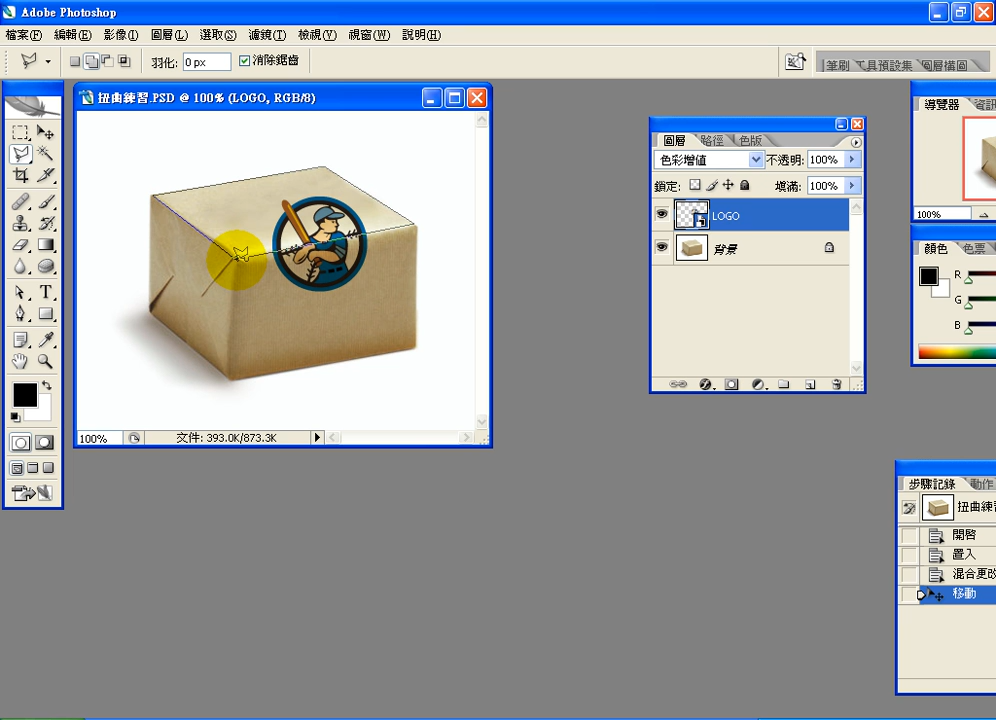 Adobe Photoshop
檔案(F) 編輯(E) 影像(I) 圖層(L) 選取(S) 濾鏡(T) 檢視(V) 視窗(W) 說明(H)
羽化: 0 px 消除鋸齒
筆刷 工具預設集 圖層構圖
扭曲練習.PSD @ 100% (LOGO, RGB/8)
100% 文件: 393.0K/873.3K
圖層 路徑 色版
色彩增值 不透明: 100%
鎖定: 填滿: 100%
LOGO
背景
導覽器 資訊
100%
顏色 色票
R
G
B
步驟記錄 動作
扭曲練習
開啓
置入
混合更改
移動